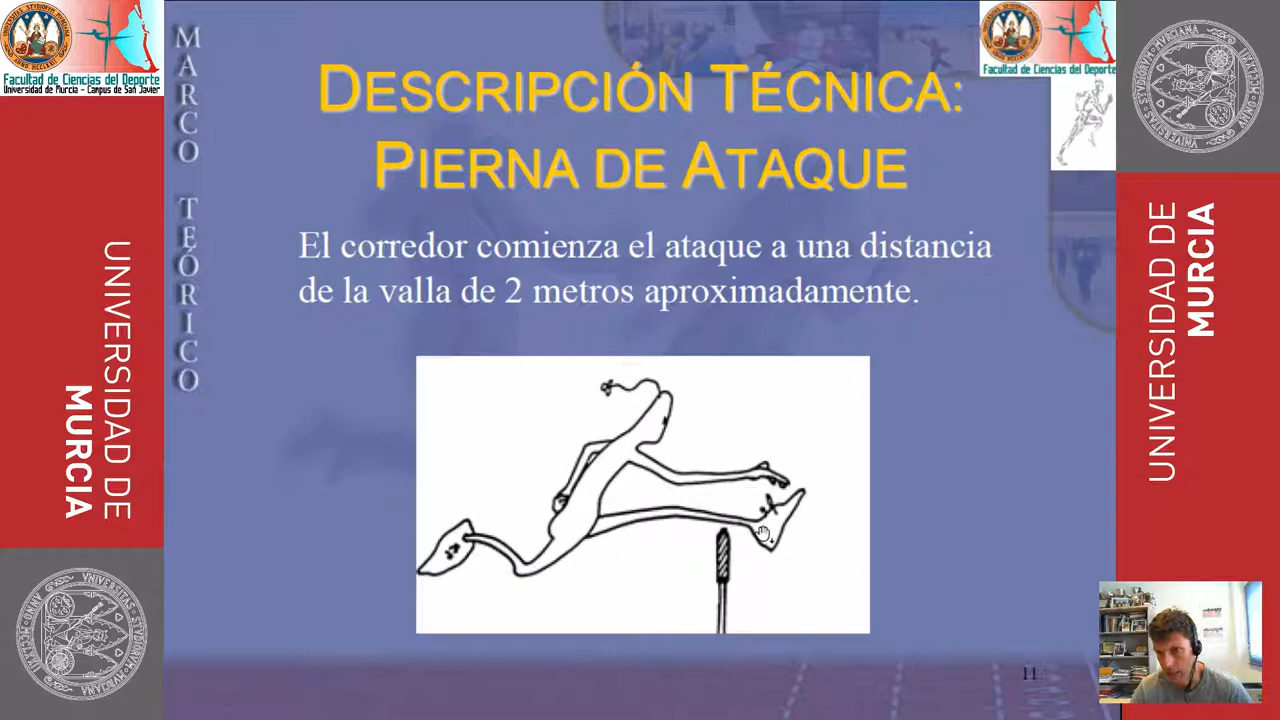 Facultad de Ciencias del Deporte
Universidad de Murcia - Campus de San Javier
MARCO TEÓRICO
DESCRIPCIÓN TÉCNICA:
PIERNA DE ATAQUE
El corredor comienza el ataque a una distancia
de la valla de 2 metros aproximadamente.
11
Facultad de Ciencias del Deporte
UNIVERSIDAD DE
MURCIA
UNIVERSIDAD DE
MURCIA